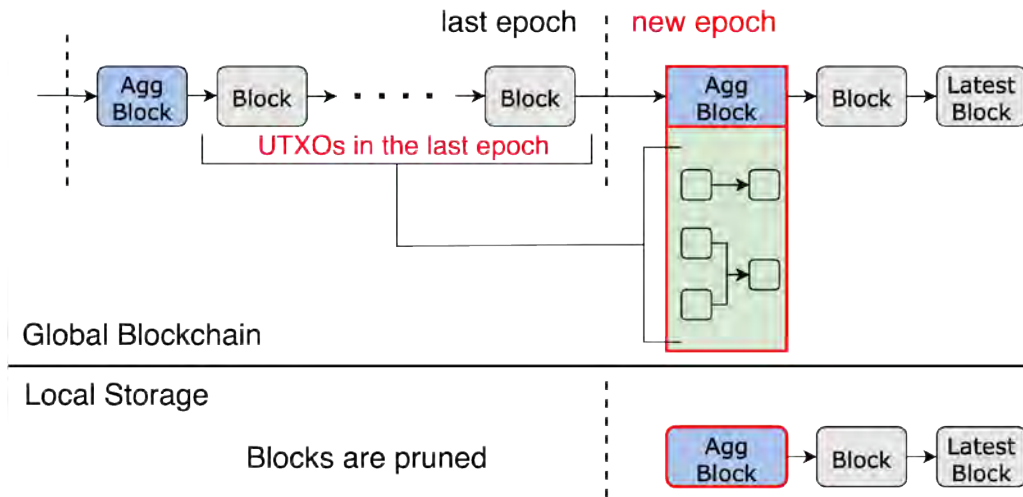 last epoch
new epoch
Agg
Block
Block
Block
Agg
Block
Block
Latest
Block
UTXOs in the last epoch
Global Blockchain
Local Storage
Blocks are pruned
Agg
Block
Block
Latest
Block